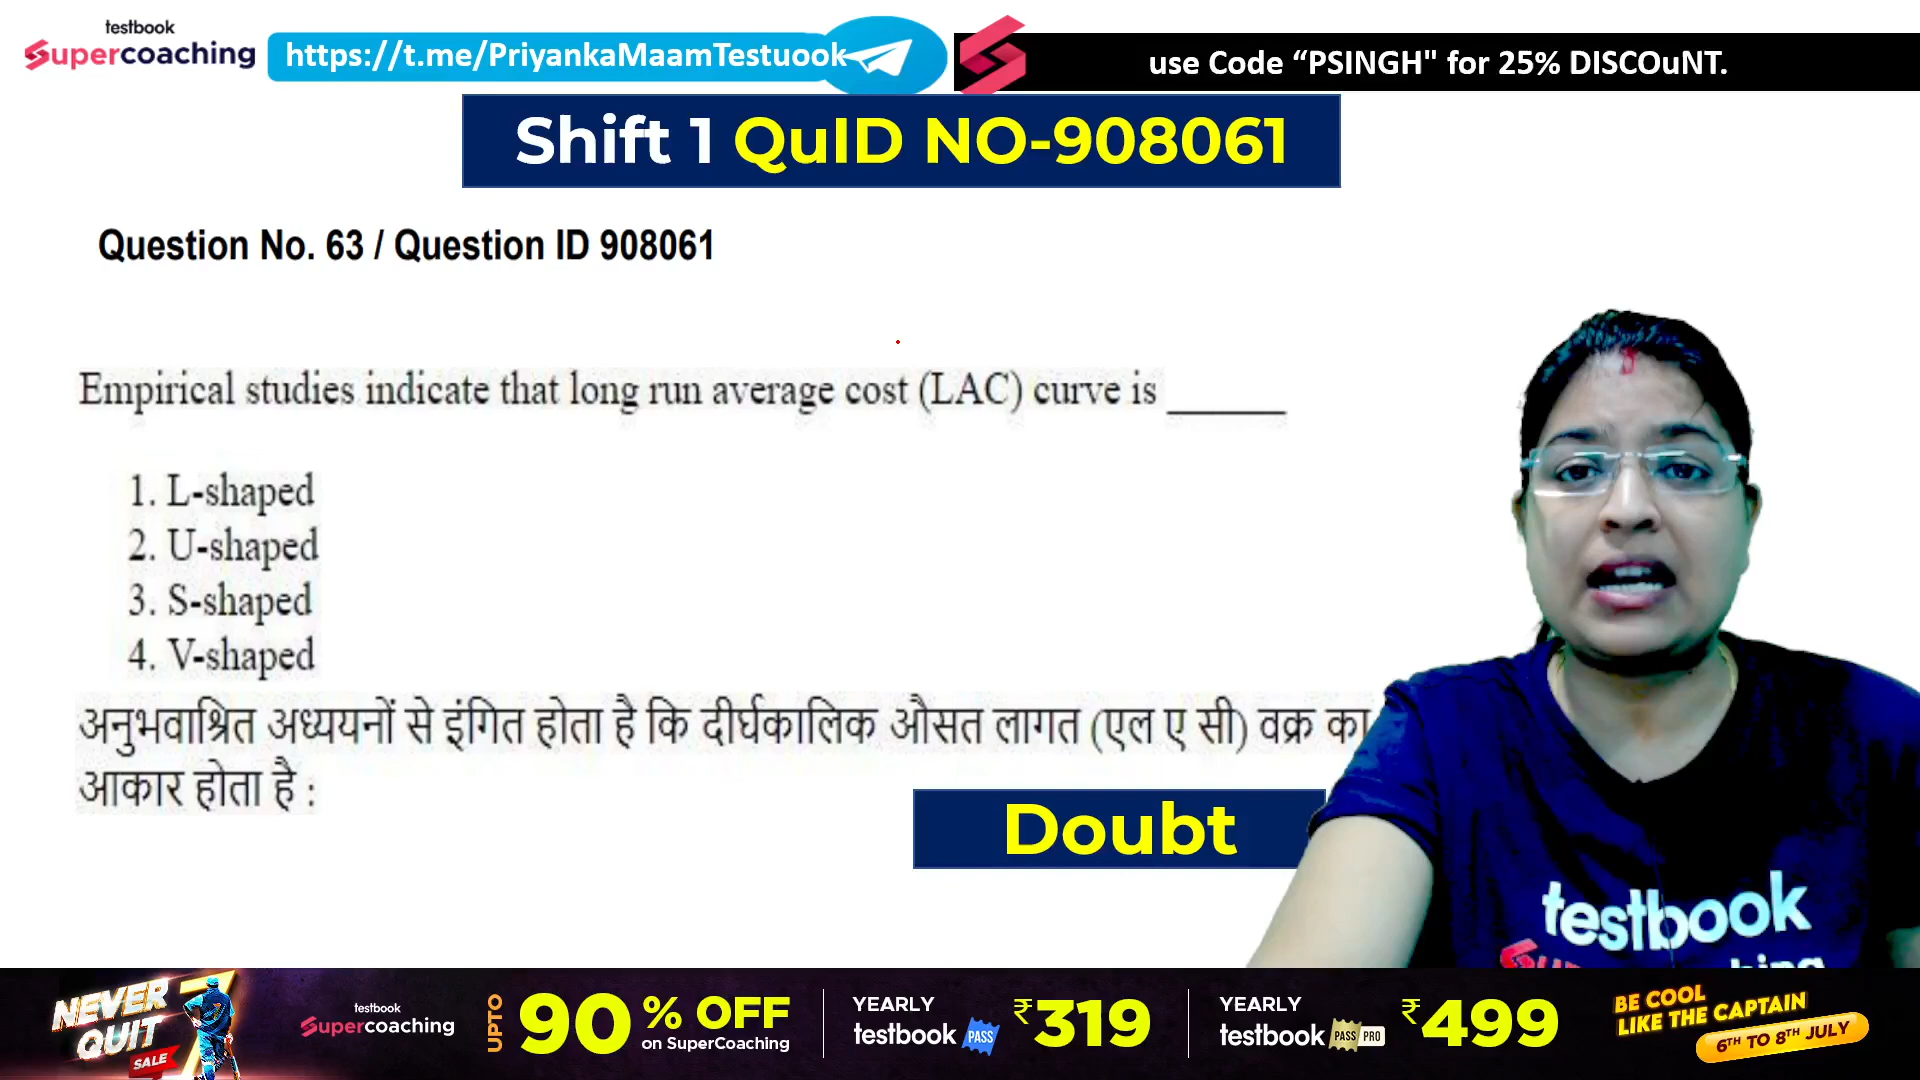 testbook
Supercoaching
https://t.me/PriyankaMaamTestuook
use Code “PSINGH" for 25% DISCOuNT.
Shift 1 QuID NO-908061
Question No. 63 / Question ID 908061
Empirical studies indicate that long run average cost (LAC) curve is ______
1. L-shaped
2. U-shaped
3. S-shaped
4. V-shaped
अनुभवाश्रित अध्ययनों से इंगित होता है कि दीर्घकालिक औसत लागत (एल ए सी) वक्र का
आकार होता है :
Doubt
testbook
NEVER
QUIT
SALE
7
testbook
Supercoaching
UPTO
90% OFF
on SuperCoaching
YEARLY
testbook PASS
₹319
YEARLY
testbook PASS PRO
₹499
BE COOL
LIKE THE CAPTAIN
6TH TO 8TH JULY